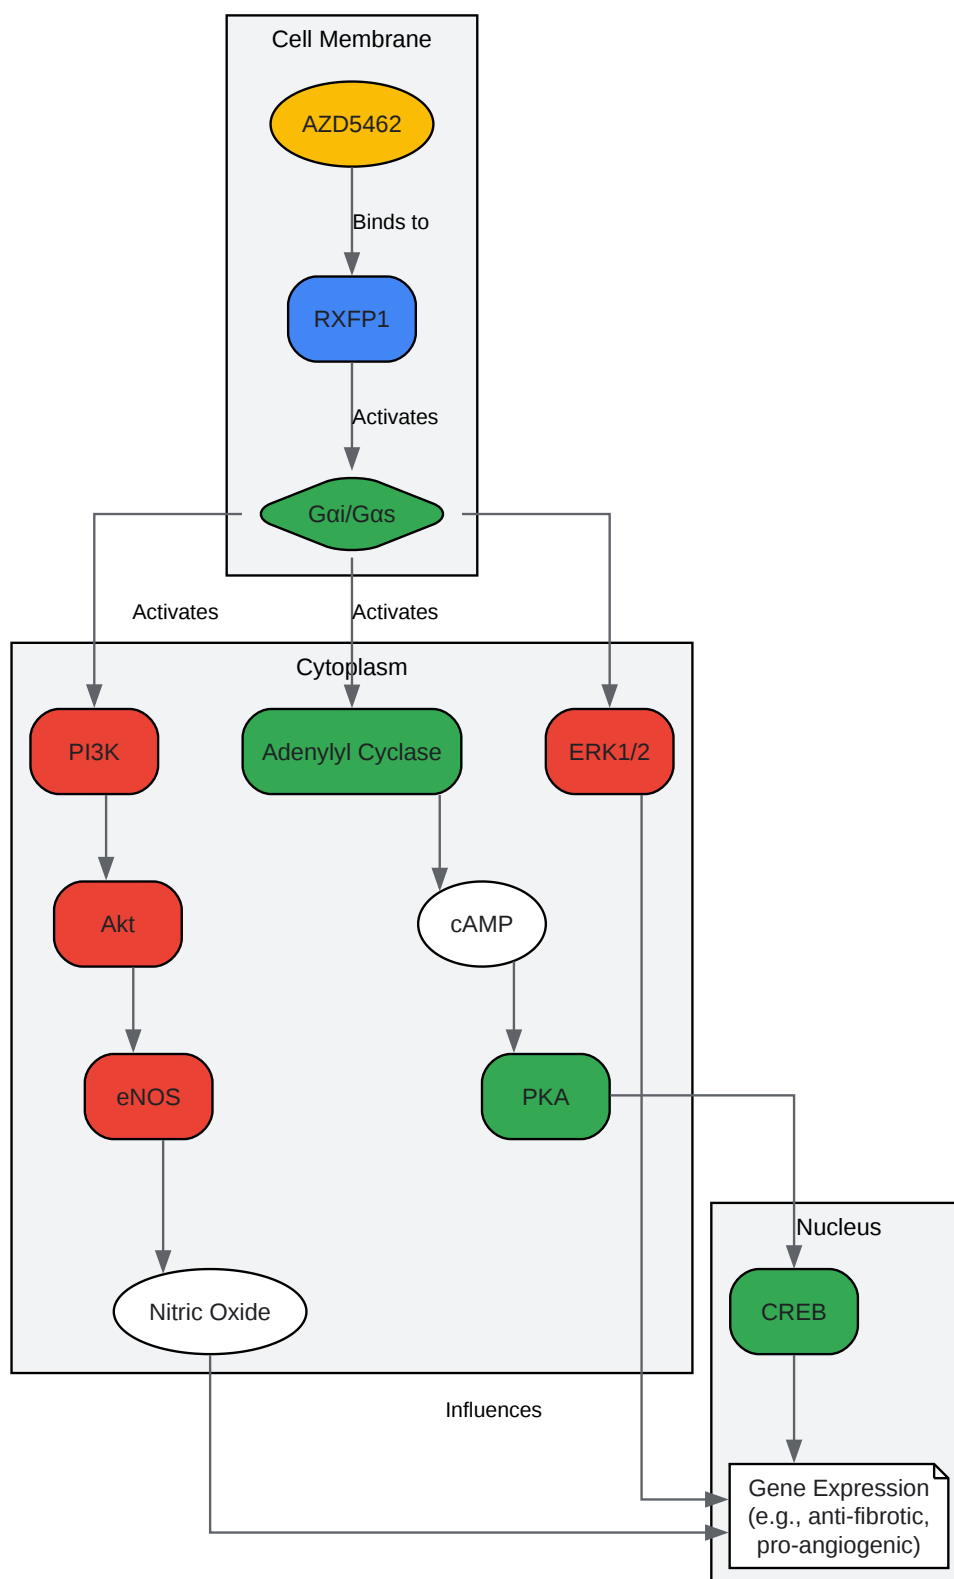 Cell Membrane
AZD5462
Binds to
RXFP1
Activates
Gαi/Gαs
Activates
Activates
Cytoplasm
PI3K
Adenylyl Cyclase
ERK1/2
Akt
cAMP
eNOS
PKA
Nucleus
Nitric Oxide
CREB
Influences
Gene Expression
(e.g., anti-fibrotic,
pro-angiogenic)